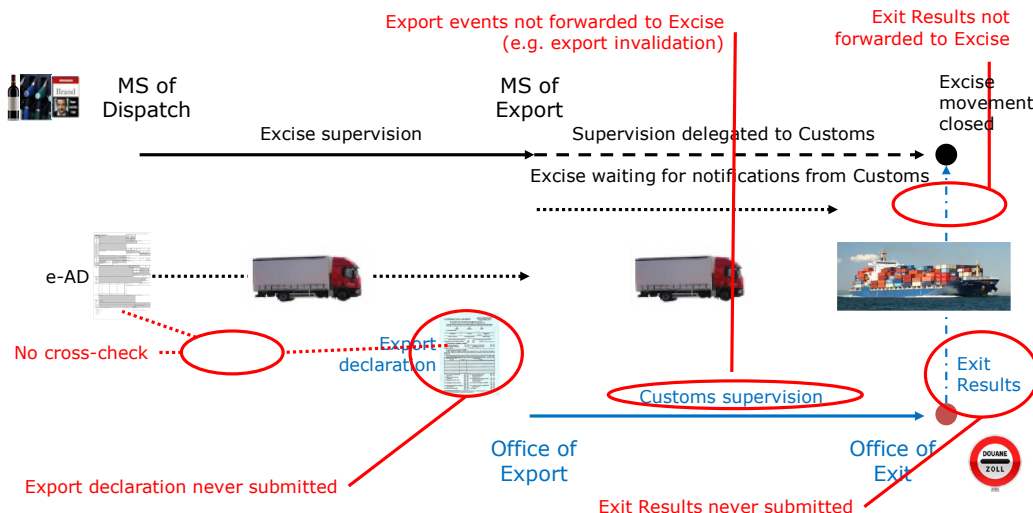 Export events not forwarded to Excise
(e.g. export invalidation)
Exit Results not
forwarded to Excise
Brand
MS of
Dispatch
MS of
Export
Excise
movement
closed
Excise supervision
Supervision delegated to Customs
Excise waiting for notifications from Customs
e-AD
No cross-check
Export
declaration
Exit
Results
Customs supervision
Office of
Export
Office of
Exit
DOUANE
ZOLL
Export declaration never submitted
Exit Results never submitted